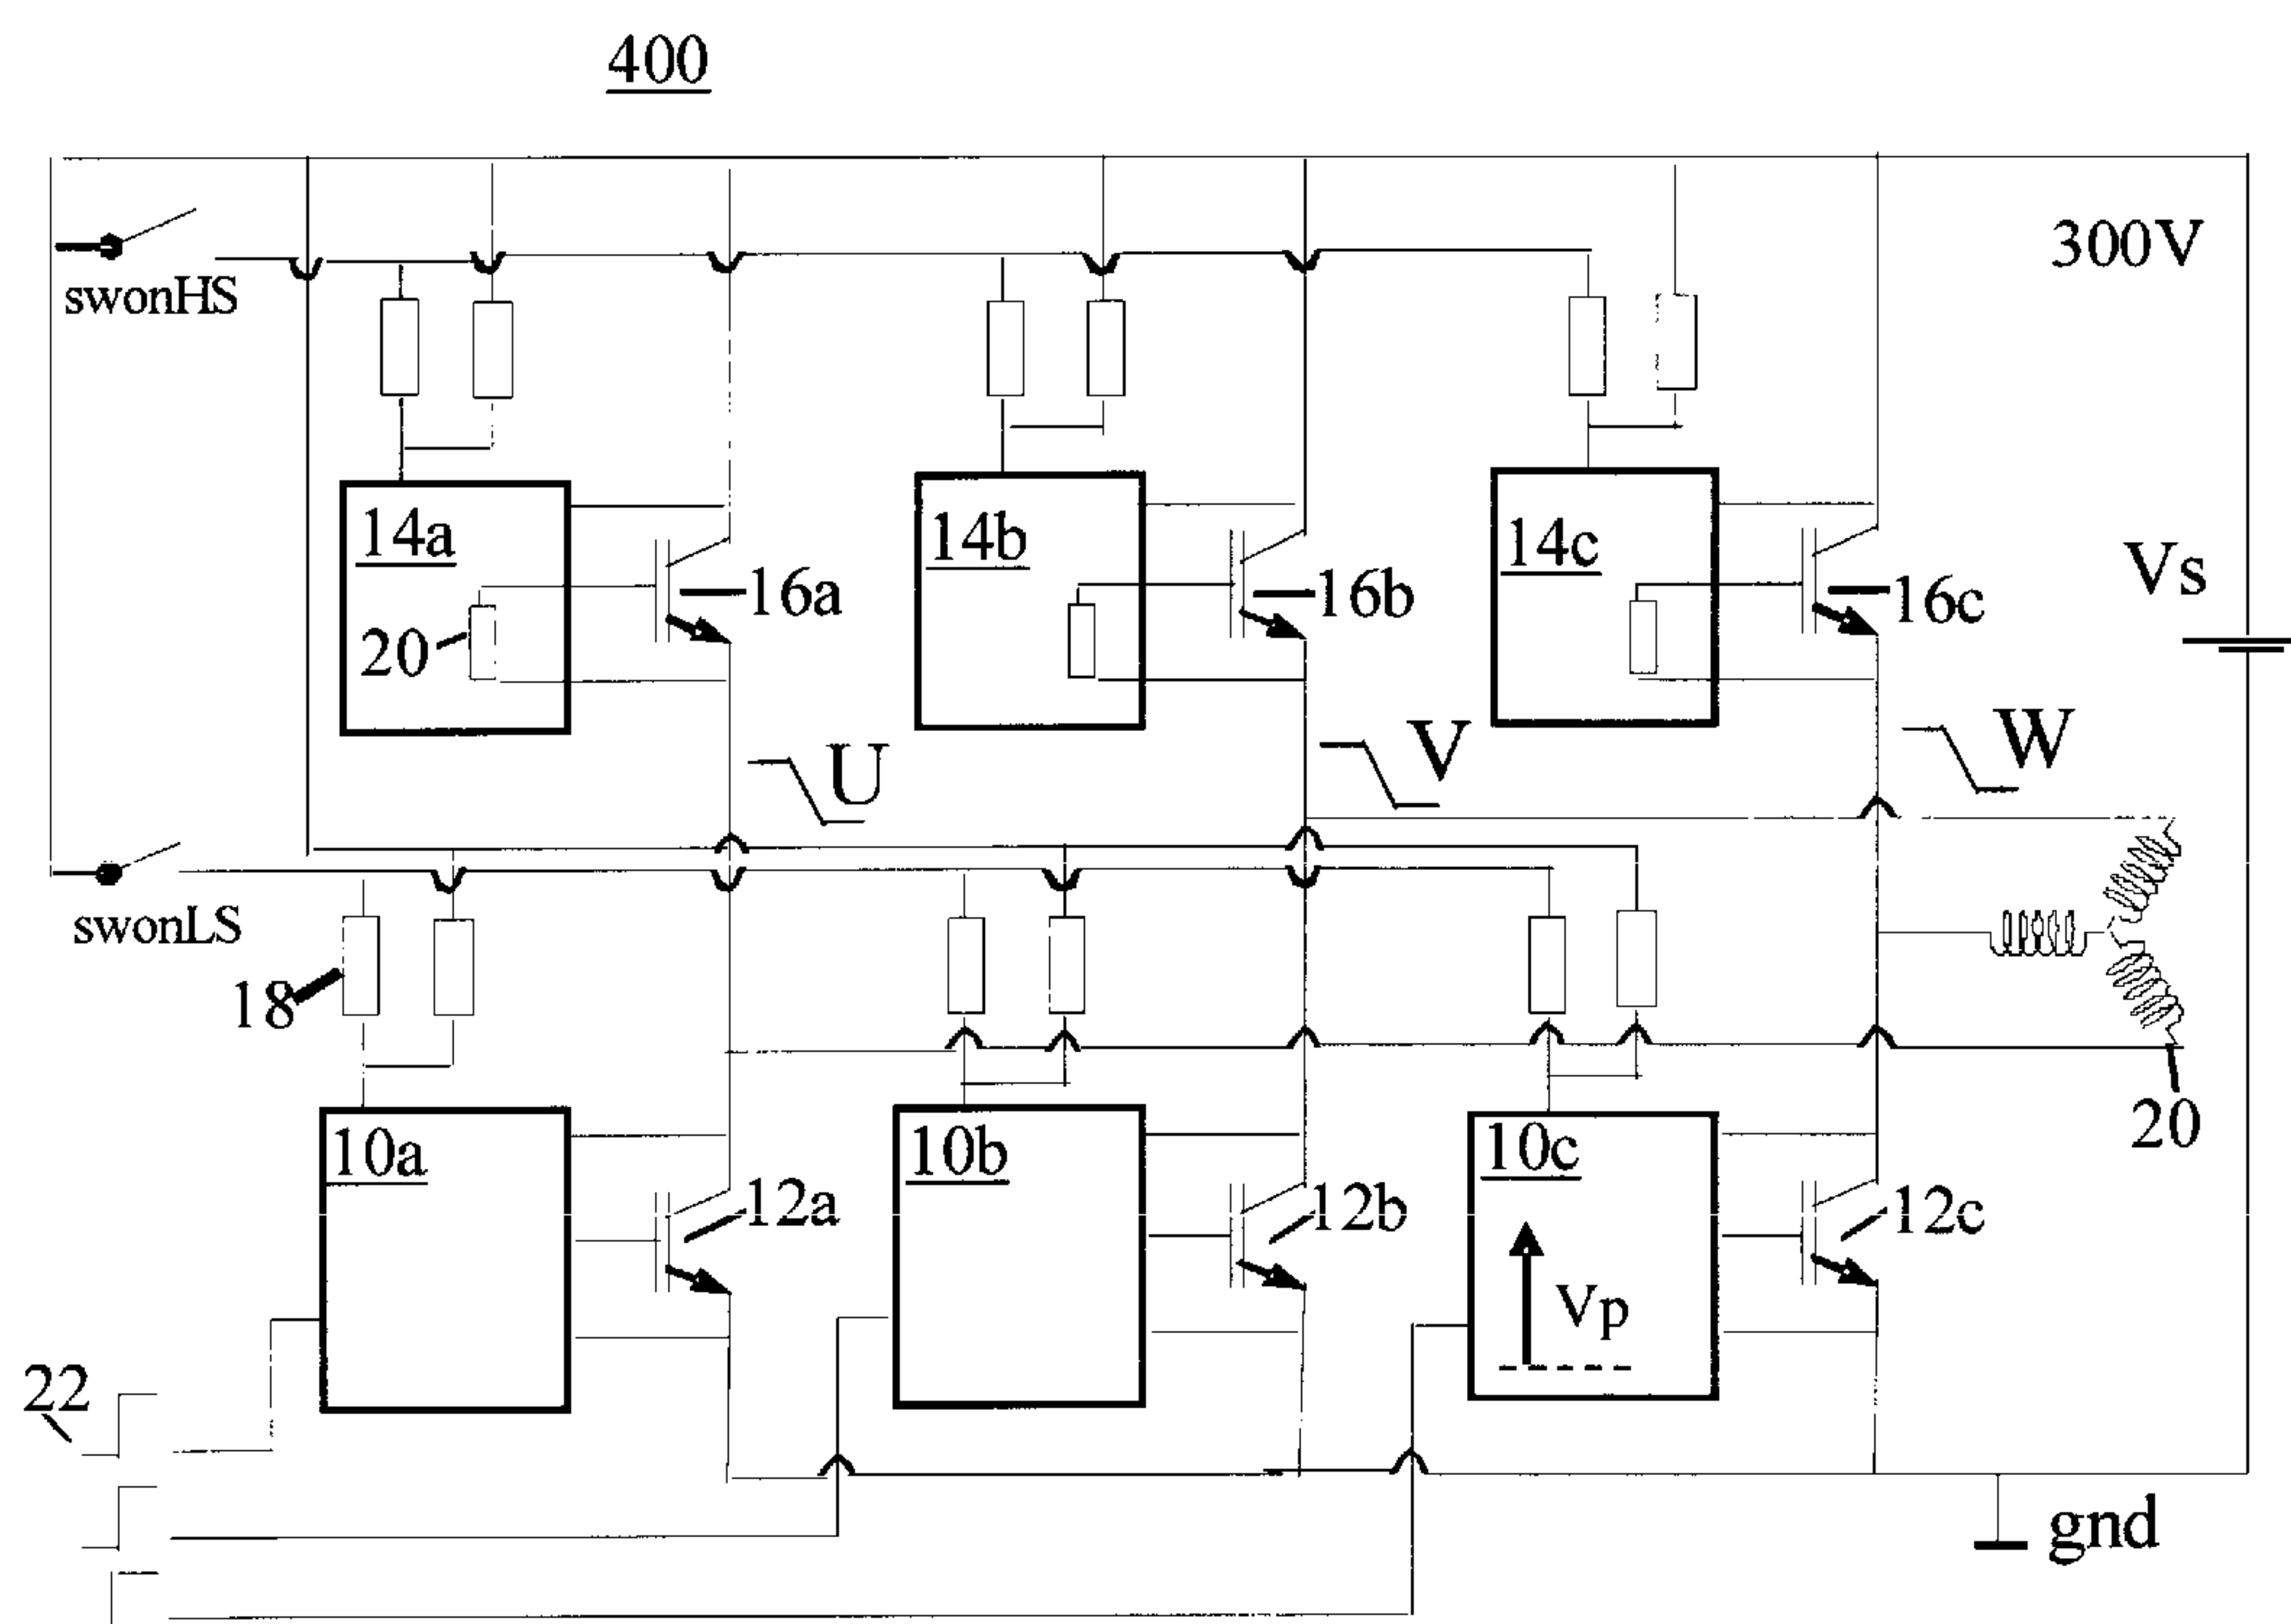 400
300V
swonHS
14a
14b
14c
Vs
16a
16b
16c
20
U
V
W
swonLS
18
20
10a
10b
10c
12a
12b
12c
Vp
22
gnd